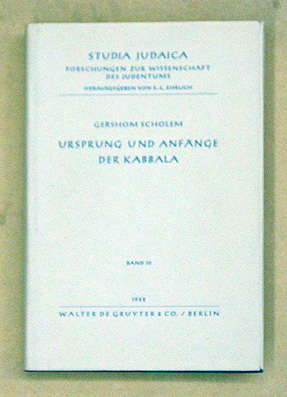 STUDIA JUDAICA
FORSCHUNGEN ZUR WISSENSCHAFT
DES JUDENTUMS
HERAUSGEGEBEN VON E. L. EHRLICH
GERSHOM SCHOLEM
URSPRUNG UND ANFÄNGE
DER KABBALA
BAND III
WALTER DE GRUYTER & CO. / BERLIN